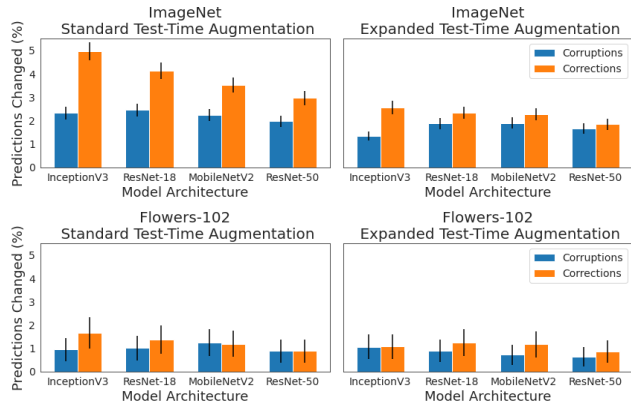 ImageNet
Standard Test-Time Augmentation
ImageNet
Expanded Test-Time Augmentation
Predictions Changed (%)
5
4
3
2
1
0
Corruptions
Corrections
InceptionV3 ResNet-18 MobileNetV2 ResNet-50
Model Architecture
InceptionV3 ResNet-18 MobileNetV2 ResNet-50
Model Architecture
Flowers-102
Standard Test-Time Augmentation
Flowers-102
Expanded Test-Time Augmentation
Predictions Changed (%)
5
4
3
2
1
0
Corruptions
Corrections
InceptionV3 ResNet-18 MobileNetV2 ResNet-50
Model Architecture
InceptionV3 ResNet-18 MobileNetV2 ResNet-50
Model Architecture